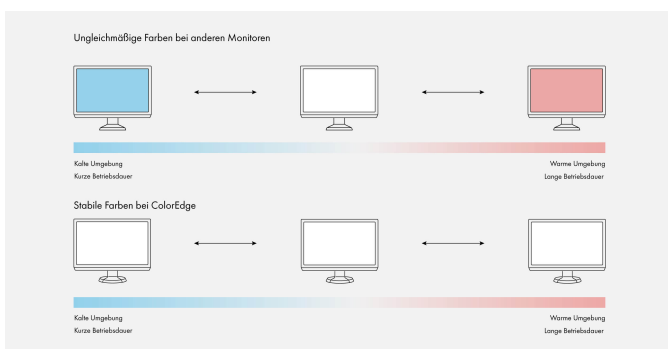 Ungleichmäßige Farben bei anderen Monitoren
Kalte Umgebung
Kurze Betriebsdauer
Warme Umgebung
Lange Betriebsdauer
Stabile Farben bei ColorEdge
Kalte Umgebung
Kurze Betriebsdauer
Warme Umgebung
Lange Betriebsdauer